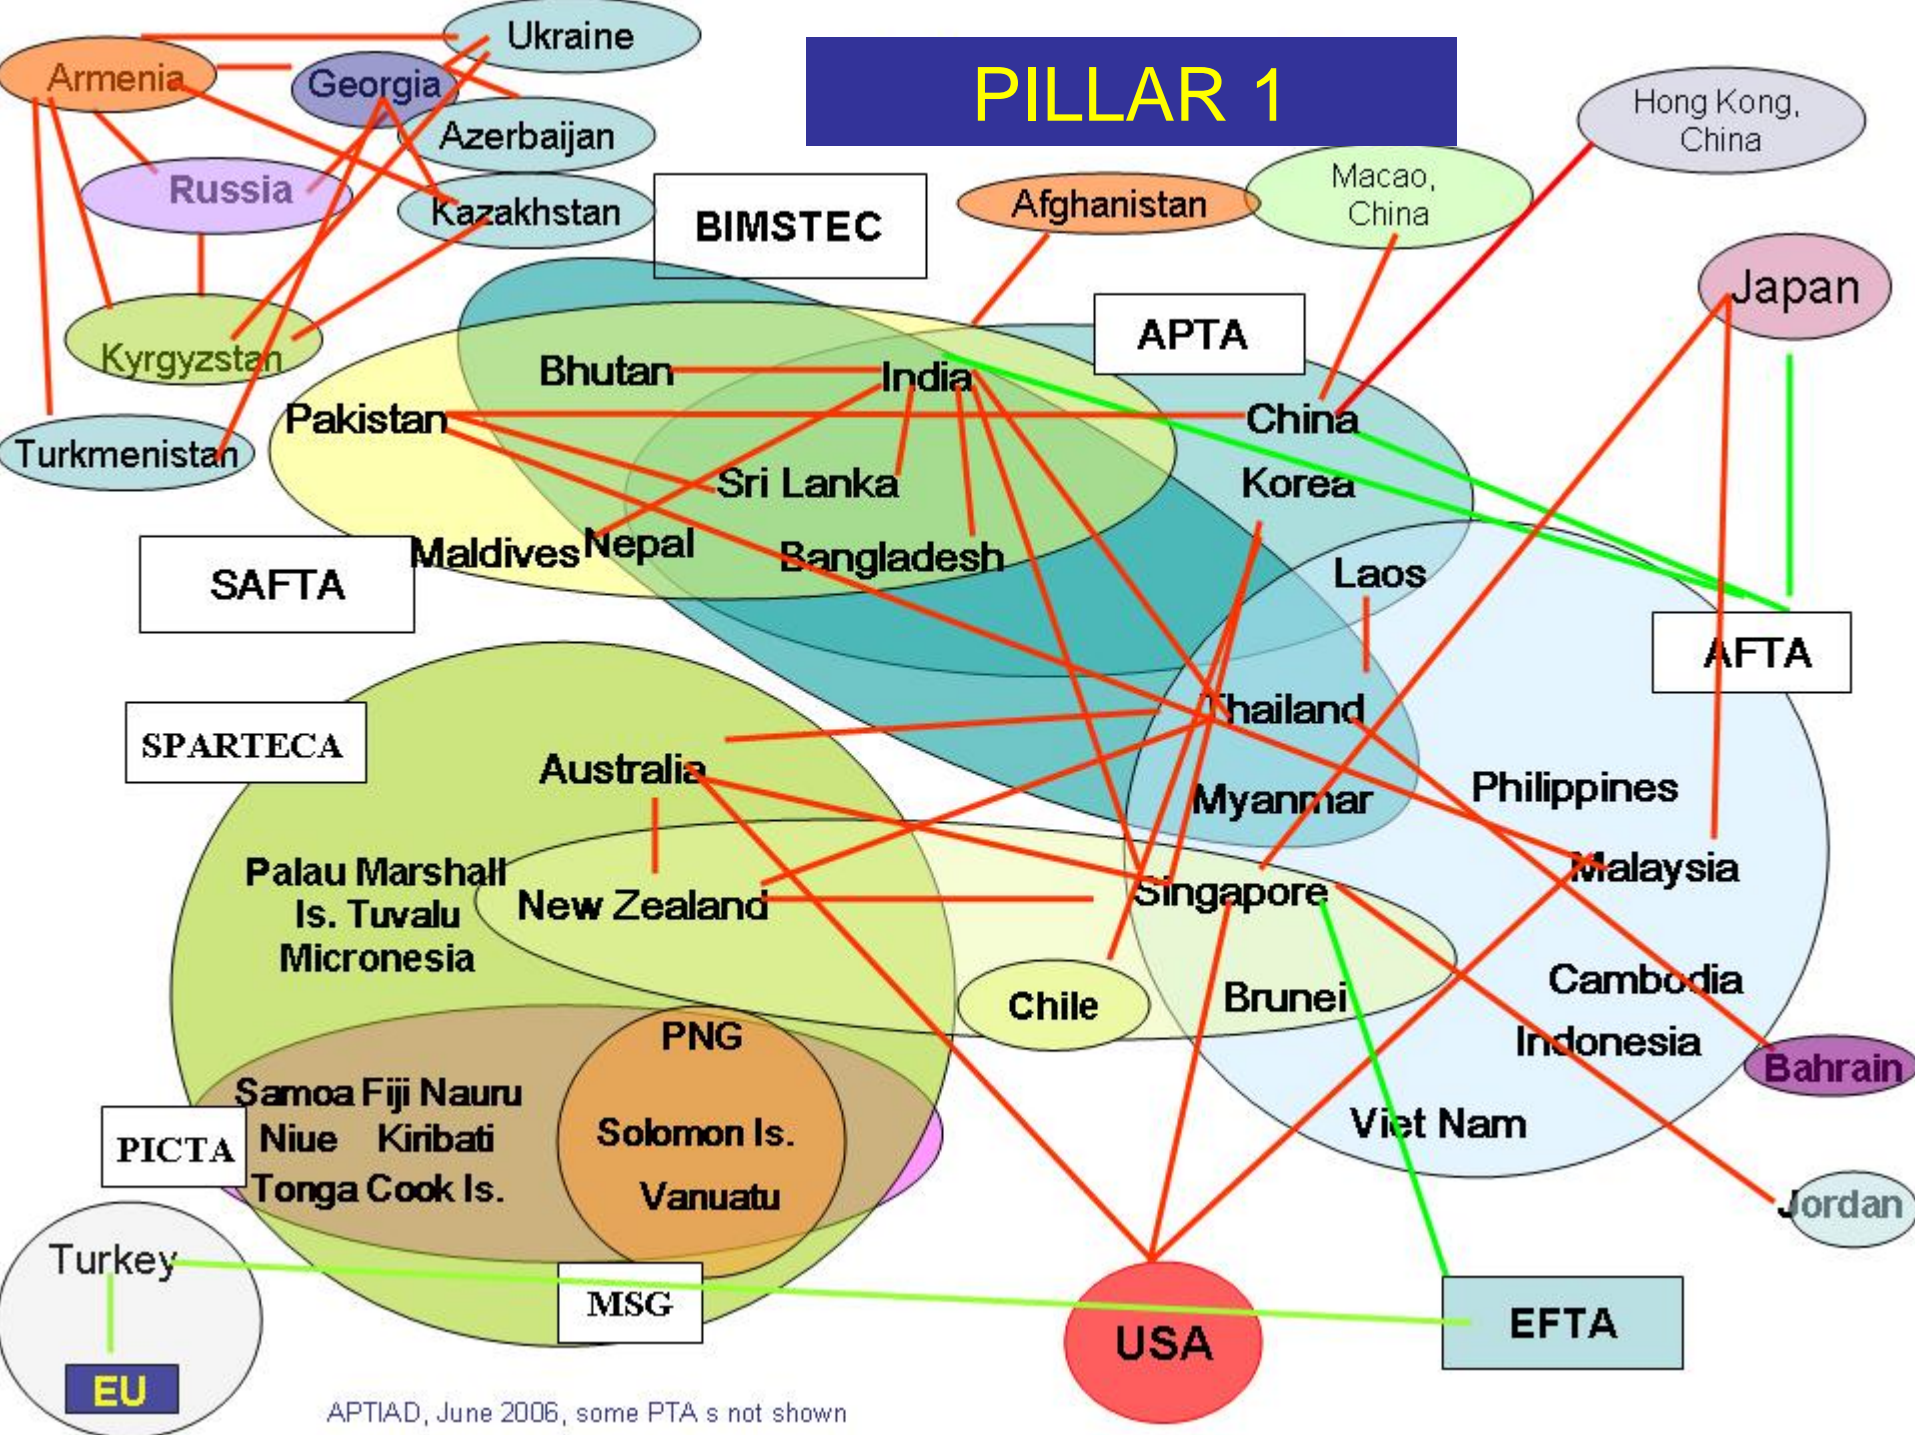 Ukraine
PILLAR 1
Armenia
Georgia
Hong Kong,
China
Azerbaijan
Russia
Macao,
China
Kazakhstan
BIMSTEC
Afghanistan
Japan
APTA
Kyrgyzstan
Bhutan
India
Pakistan
China
Turkmenistan
Sri Lanka
Korea
Maldives
Nepal
Bangladesh
Laos
SAFTA
AFTA
Thailand
SPARTECA
Australia
Philippines
Myanmar
Palau Marshall
Is. Tuvalu
Micronesia
Malaysia
New Zealand
Singapore
Cambodia
Chile
Brunei
PNG
Indonesia
Bahrain
Samoa Fiji Nauru
Niue Kiribati
Tonga Cook Is.
Solomon Is.
Viet Nam
PICTA
Vanuatu
Jordan
Turkey
MSG
USA
EFTA
EU
APTIAD, June 2006, some PTA s not shown